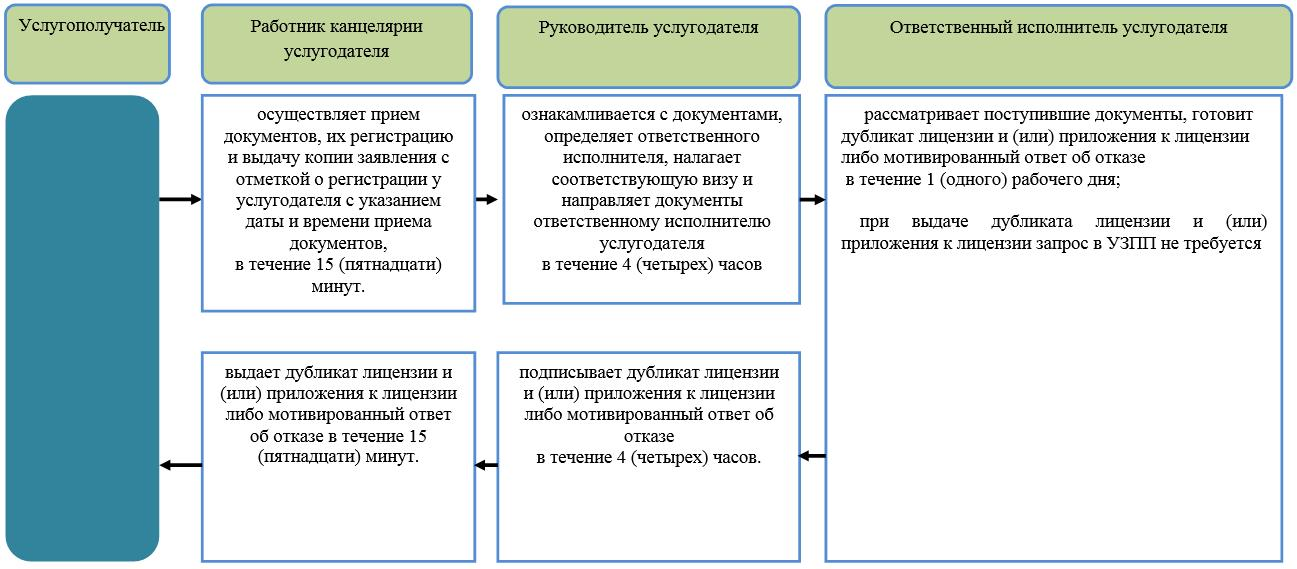 Услугополучатель
Работник канцелярии
услугодателя
Руководитель услугодателя
Ответственный исполнитель услугодателя
осуществляет прием
документов, их регистрацию
и выдачу копии заявления с
отметкой о регистрации у
услугодателя с указанием
даты и времени приема
документов,
в течение 15 (пятнадцати)
минут.
ознакамливается с документами,
определяет ответственного
исполнителя, налагает
соответствующую визу и
направляет документы
ответственному исполнителю
услугодателя
в течение 4 (четырех) часов
рассматривает поступившие документы, готовит
дубликат лицензии и (или) приложения к лицензии
либо мотивированный ответ об отказе
в течение 1 (одного) рабочего дня;
при выдаче дубликата лицензии и (или)
приложения к лицензии запрос в УЗПП не требуется
выдает дубликат лицензии и
(или) приложения к лицензии
либо мотивированный ответ
об отказе в течение 15
(пятнадцати) минут.
подписывает дубликат лицензии
и (или) приложения к лицензии
либо мотивированный ответ об
отказе
в течение 4 (четырех) часов.